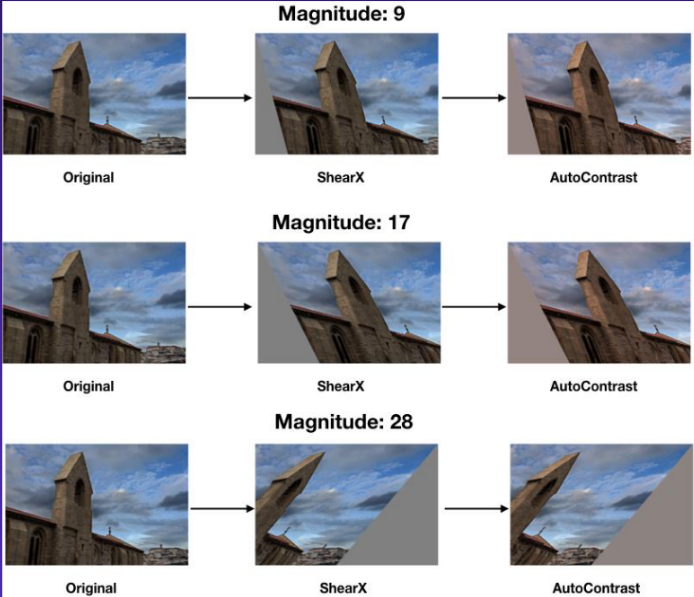 Magnitude: 9
Original
ShearX
AutoContrast
Magnitude: 17
Original
ShearX
AutoContrast
Magnitude: 28
Original
ShearX
AutoContrast